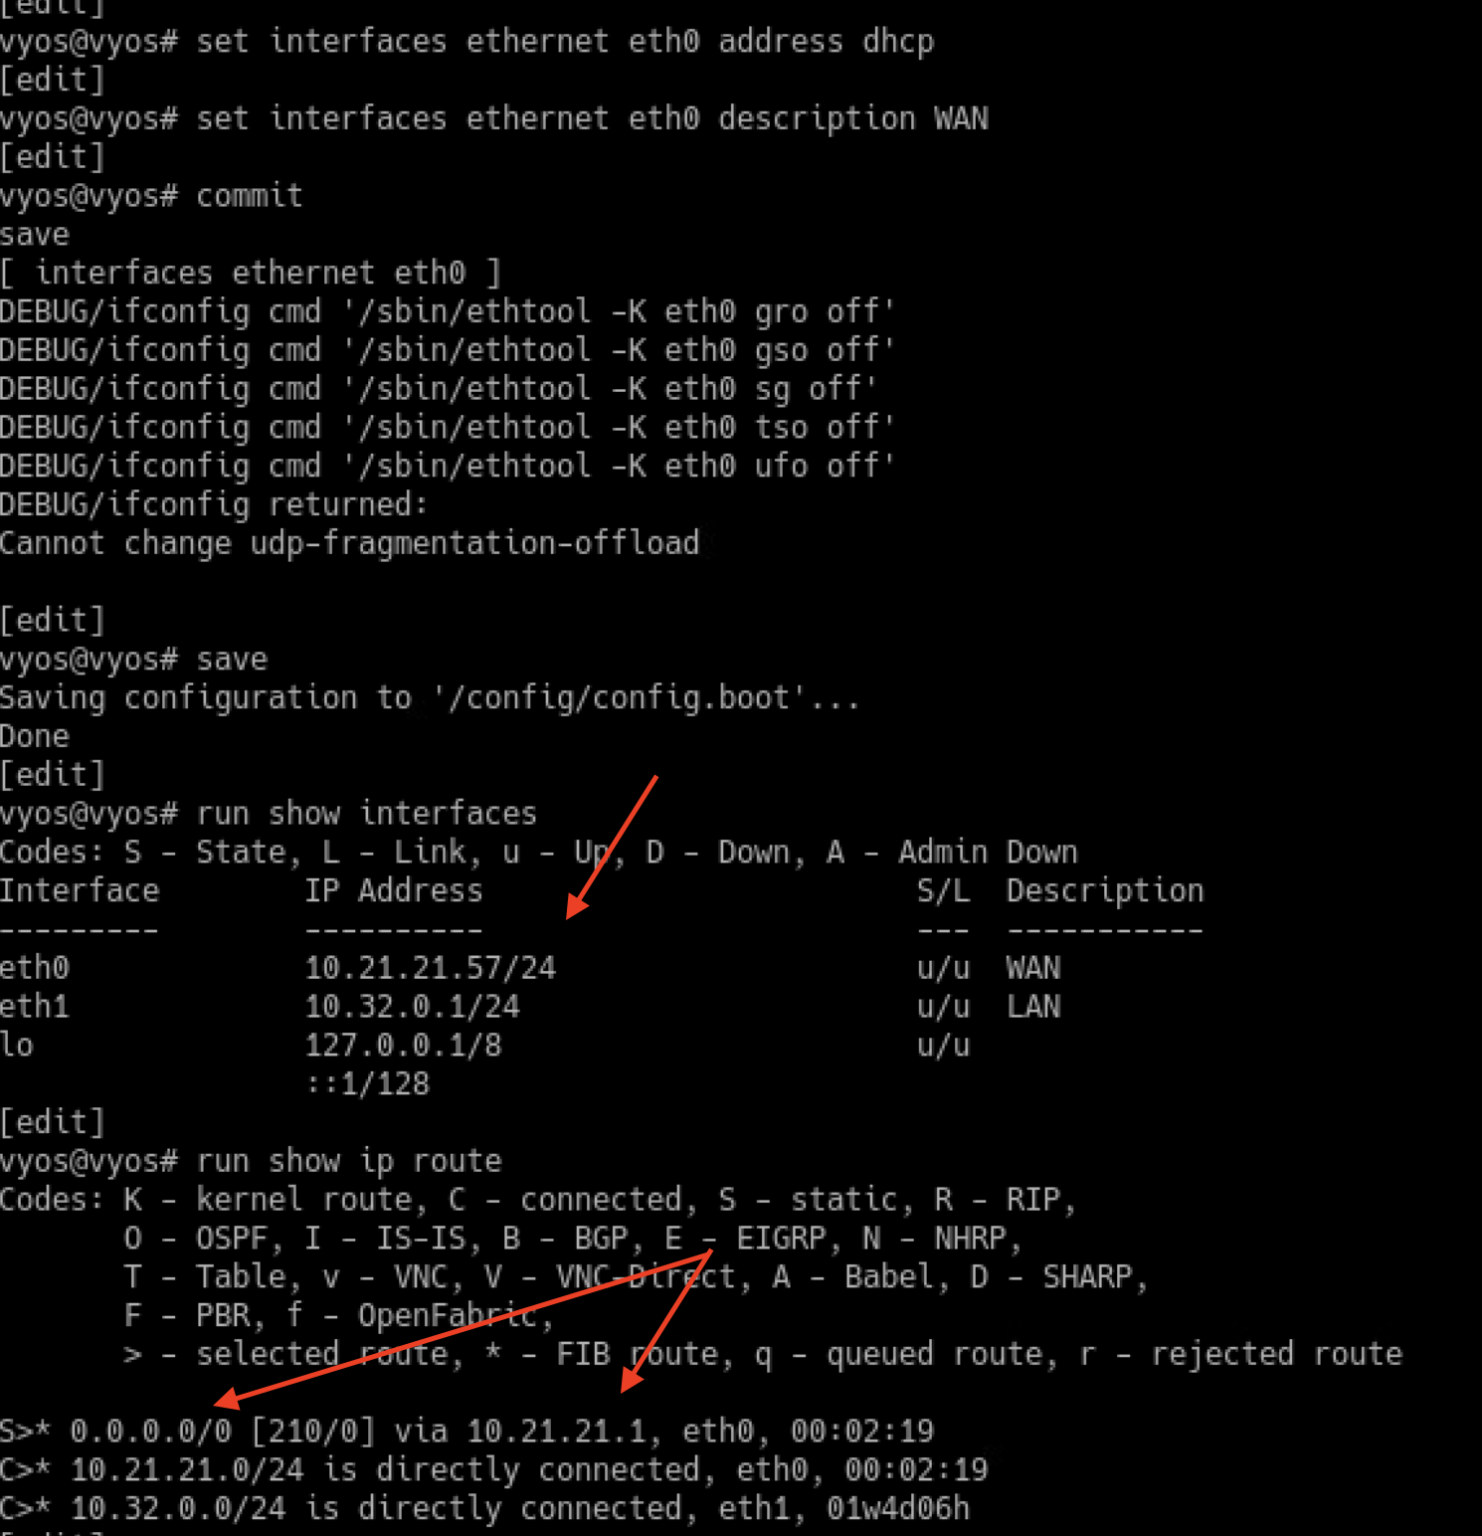 [edit]
vyos@vyos# set interfaces ethernet eth0 address dhcp
[edit]
vyos@vyos# set interfaces ethernet eth0 description WAN
[edit]
vyos@vyos# commit
save
[ interfaces ethernet eth0 ]
DEBUG/ifconfig cmd '/sbin/ethtool -K eth0 gro off'
DEBUG/ifconfig cmd '/sbin/ethtool -K eth0 gso off'
DEBUG/ifconfig cmd '/sbin/ethtool -K eth0 sg off'
DEBUG/ifconfig cmd '/sbin/ethtool -K eth0 tso off'
DEBUG/ifconfig cmd '/sbin/ethtool -K eth0 ufo off'
DEBUG/ifconfig returned:
Cannot change udp-fragmentation-offload
[edit]
vyos@vyos# save
Saving configuration to '/config/config.boot'...
Done
[edit]
vyos@vyos# run show interfaces
Codes: S - State, L - Link, u - Up, D - Down, A - Admin Down
Interface        IP Address                        S/L  Description
---------        ----------                        ---  -----------
eth0             10.21.21.57/24                    u/u  WAN
eth1             10.32.0.1/24                      u/u  LAN
lo               127.0.0.1/8                       u/u
                 ::1/128
[edit]
vyos@vyos# run show ip route
Codes: K - kernel route, C - connected, S - static, R - RIP,
       O - OSPF, I - IS-IS, B - BGP, E - EIGRP, N - NHRP,
       T - Table, v - VNC, V - VNC-Direct, A - Babel, D - SHARP,
       F - PBR, f - OpenFabric,
       > - selected route, * - FIB route, q - queued route, r - rejected route
S>* 0.0.0.0/0 [210/0] via 10.21.21.1, eth0, 00:02:19
C>* 10.21.21.0/24 is directly connected, eth0, 00:02:19
C>* 10.32.0.0/24 is directly connected, eth1, 01w4d06h